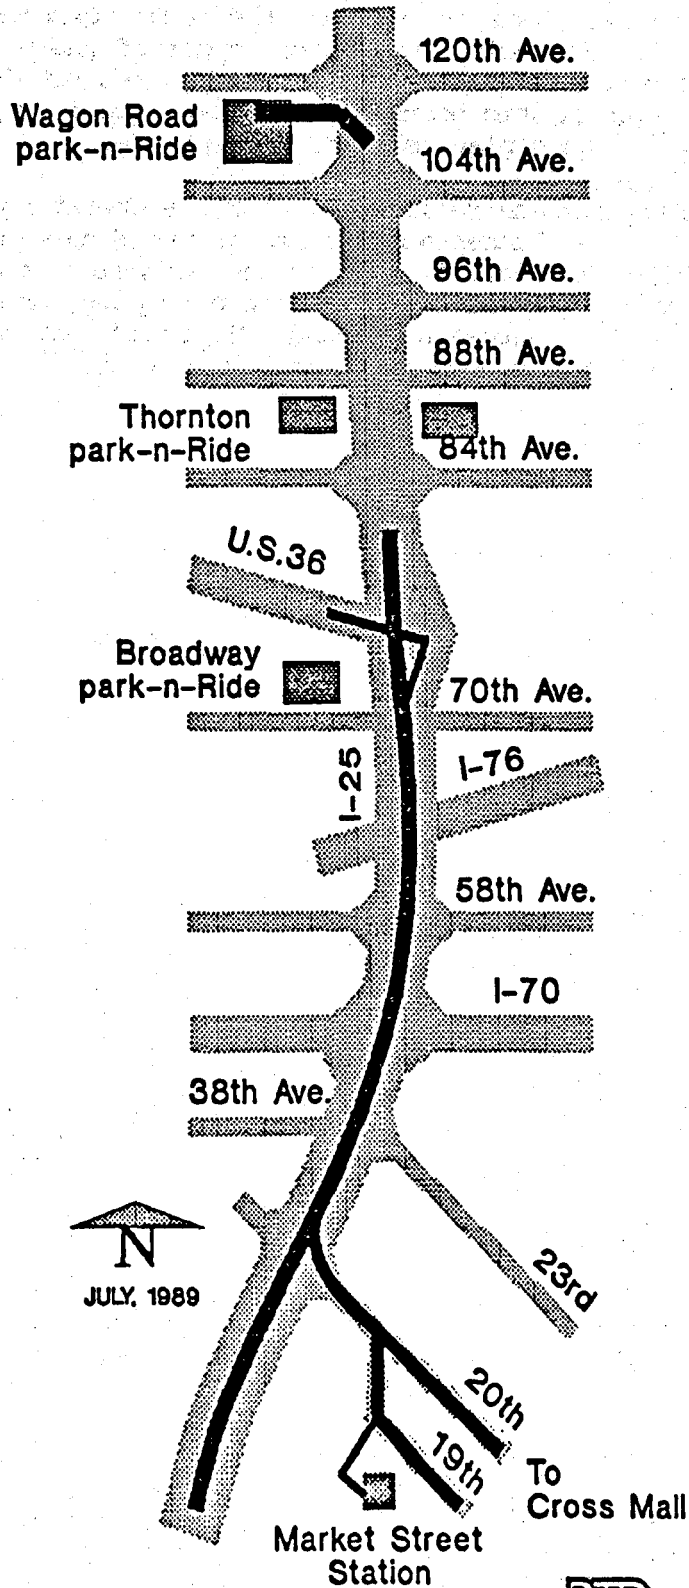 120th Ave.
Wagon Road
park-n-Ride
104th Ave.
96th Ave.
88th Ave.
Thornton
park-n-Ride
84th Ave.
U.S.36
Broadway
park-n-Ride
70th Ave.
I-25
I-76
58th Ave.
I-70
38th Ave.
N
JULY, 1989
23rd
20th
19th
To
Cross Mall
Market Street
Station